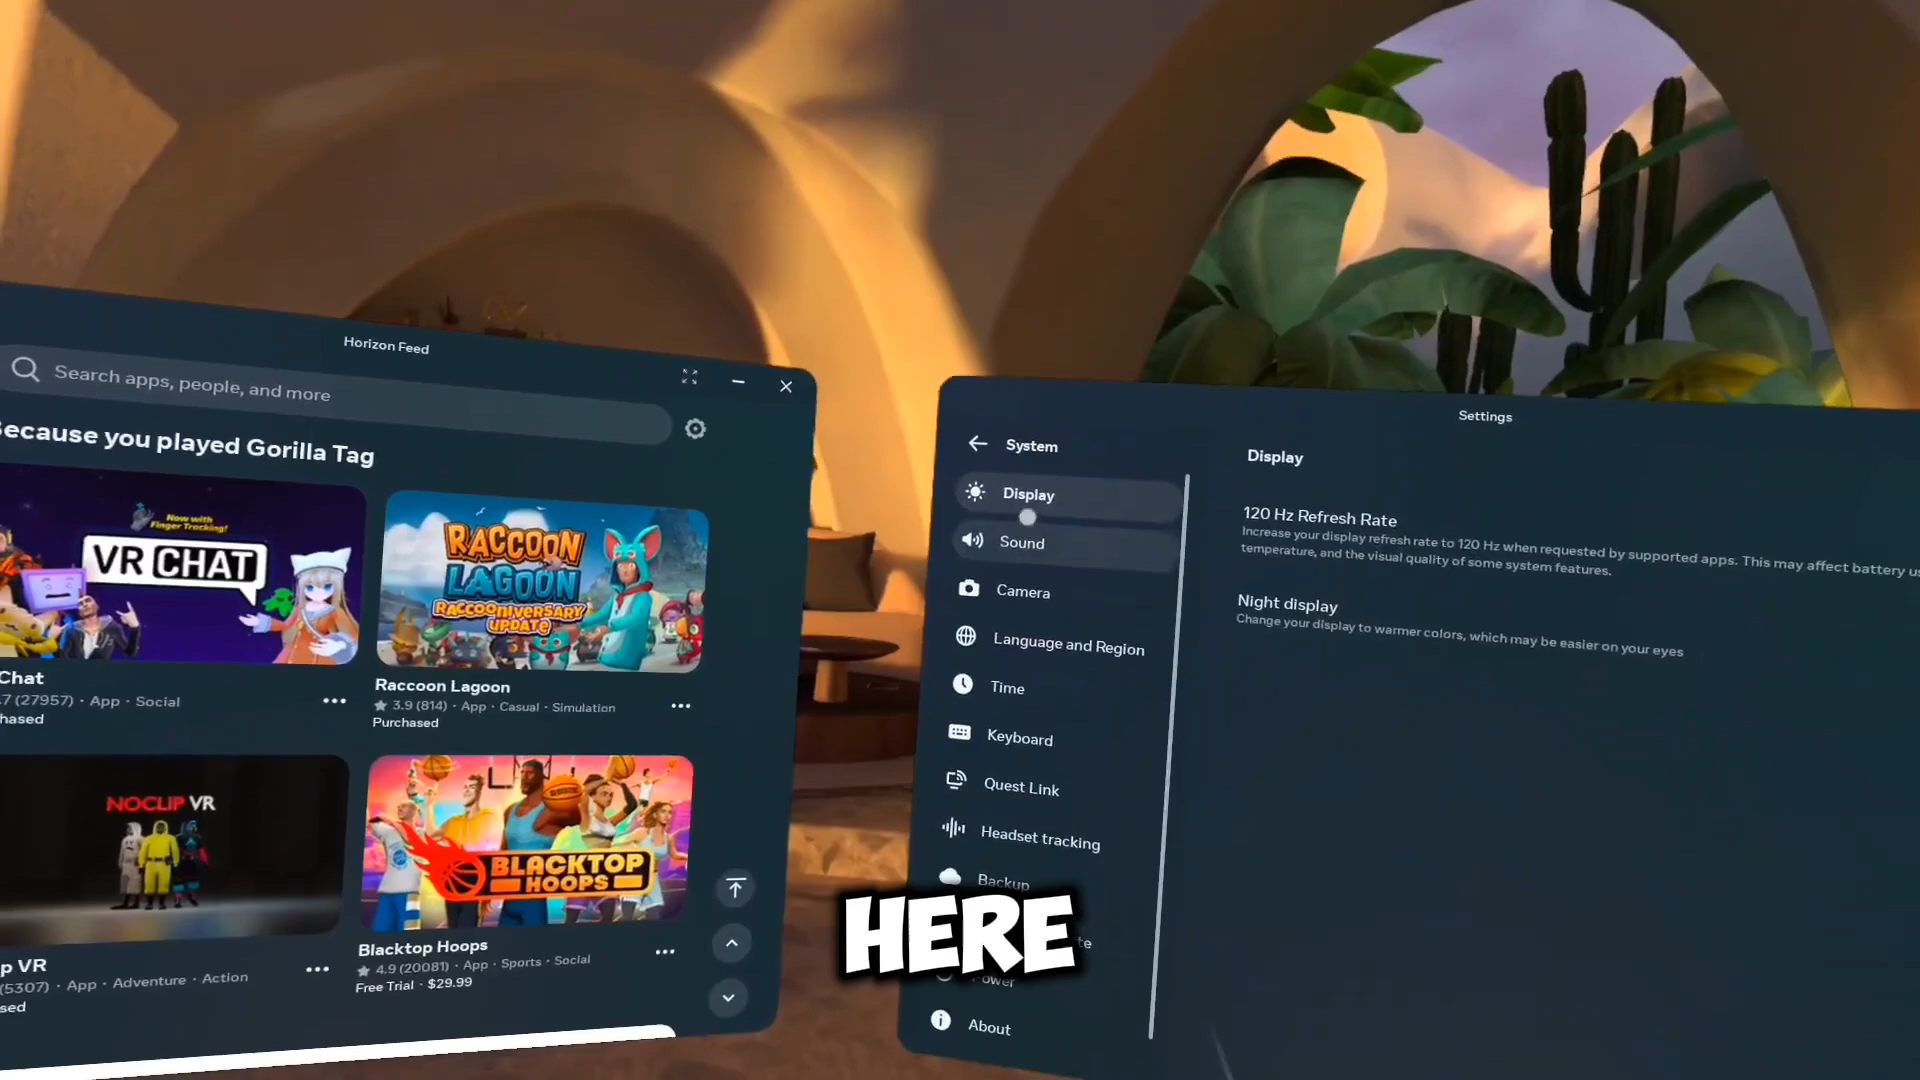 Horizon Feed
Search apps, people, and more
Because you played Gorilla Tag
Now with
Finger Tracking!
VR CHAT
RACCOON
LAGOON
RACCOONIVERSARY
UPDATE
Chat
.7 (27957) · App · Social
hased
Raccoon Lagoon
3.9 (814) · App · Casual · Simulation
Purchased
NOCLIP VR
BLACKTOP
HOOPS
p VR
(5307) · App · Adventure · Action
sed
Blacktop Hoops
4.9 (20081) · App · Sports · Social
Free Trial · $29.99
Settings
System
Display
Sound
Camera
Language and Region
Time
Keyboard
Quest Link
Headset tracking
Backup
te
Power
About
Display
120 Hz Refresh Rate
Increase your display refresh rate to 120 Hz when requested by supported apps. This may affect battery us
temperature, and the visual quality of some system features.
Night display
Change your display to warmer colors, which may be easier on your eyes
HERE